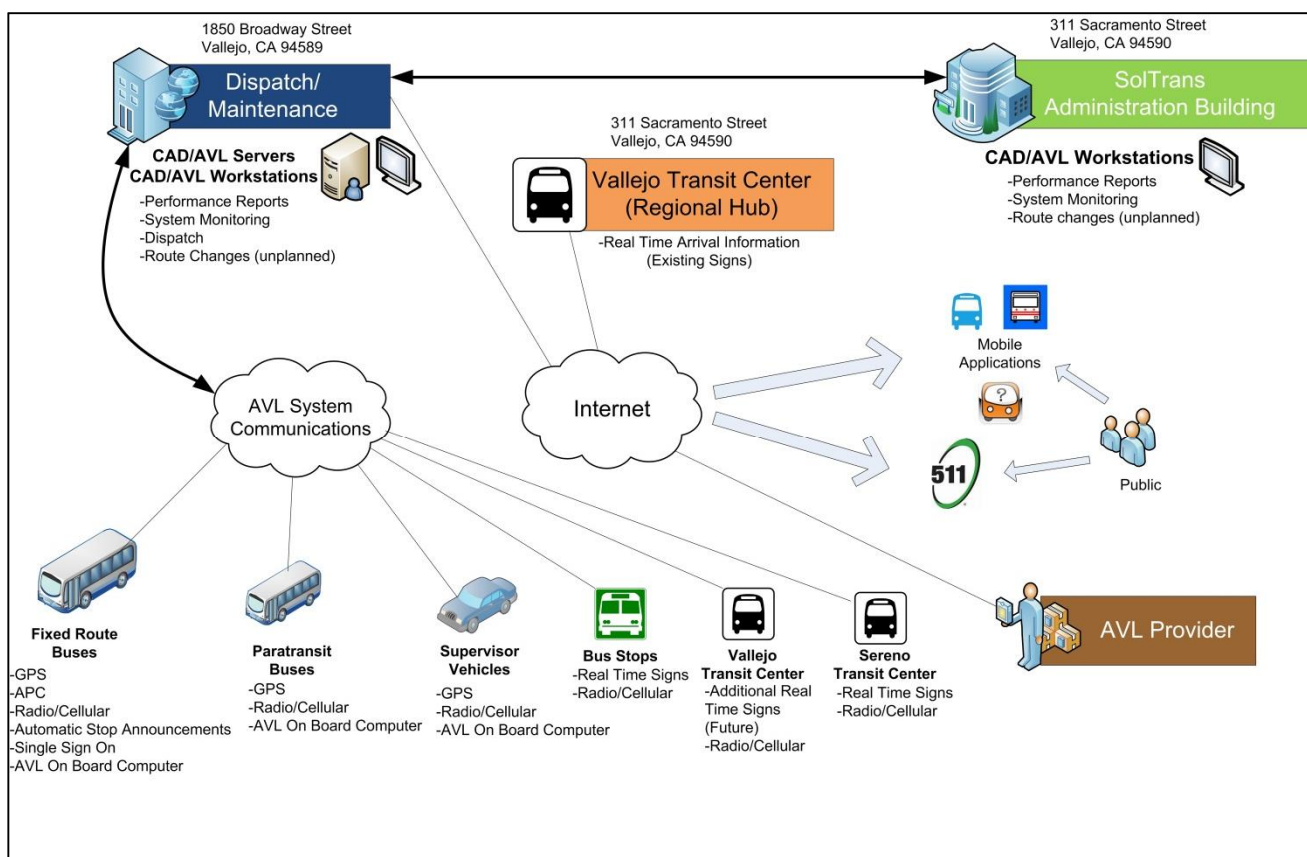 1850 Broadway Street
Vallejo, CA 94589
Dispatch/
Maintenance
CAD/AVL Servers
CAD/AVL Workstations
-Performance Reports
-System Monitoring
-Dispatch
-Route Changes (unplanned)
311 Sacramento Street
Vallejo, CA 94590
Vallejo Transit Center
(Regional Hub)
-Real Time Arrival Information
(Existing Signs)
311 Sacramento Street
Vallejo, CA 94590
SolTrans
Administration Building
CAD/AVL Workstations
-Performance Reports
-System Monitoring
-Route changes (unplanned)
Mobile
Applications
?
511
Public
AVL System
Communications
Internet
Fixed Route
Buses
-GPS
-APC
-Radio/Cellular
-Automatic Stop Announcements
-Single Sign On
-AVL On Board Computer
Paratransit
Buses
-GPS
-Radio/Cellular
-AVL On Board Computer
Supervisor
Vehicles
-GPS
-Radio/Cellular
-AVL On Board Computer
Bus Stops
-Real Time Signs
-Radio/Cellular
Vallejo
Transit Center
-Additional Real
Time Signs
(Future)
-Radio/Cellular
Sereno
Transit Center
-Real Time Signs
-Radio/Cellular
AVL Provider